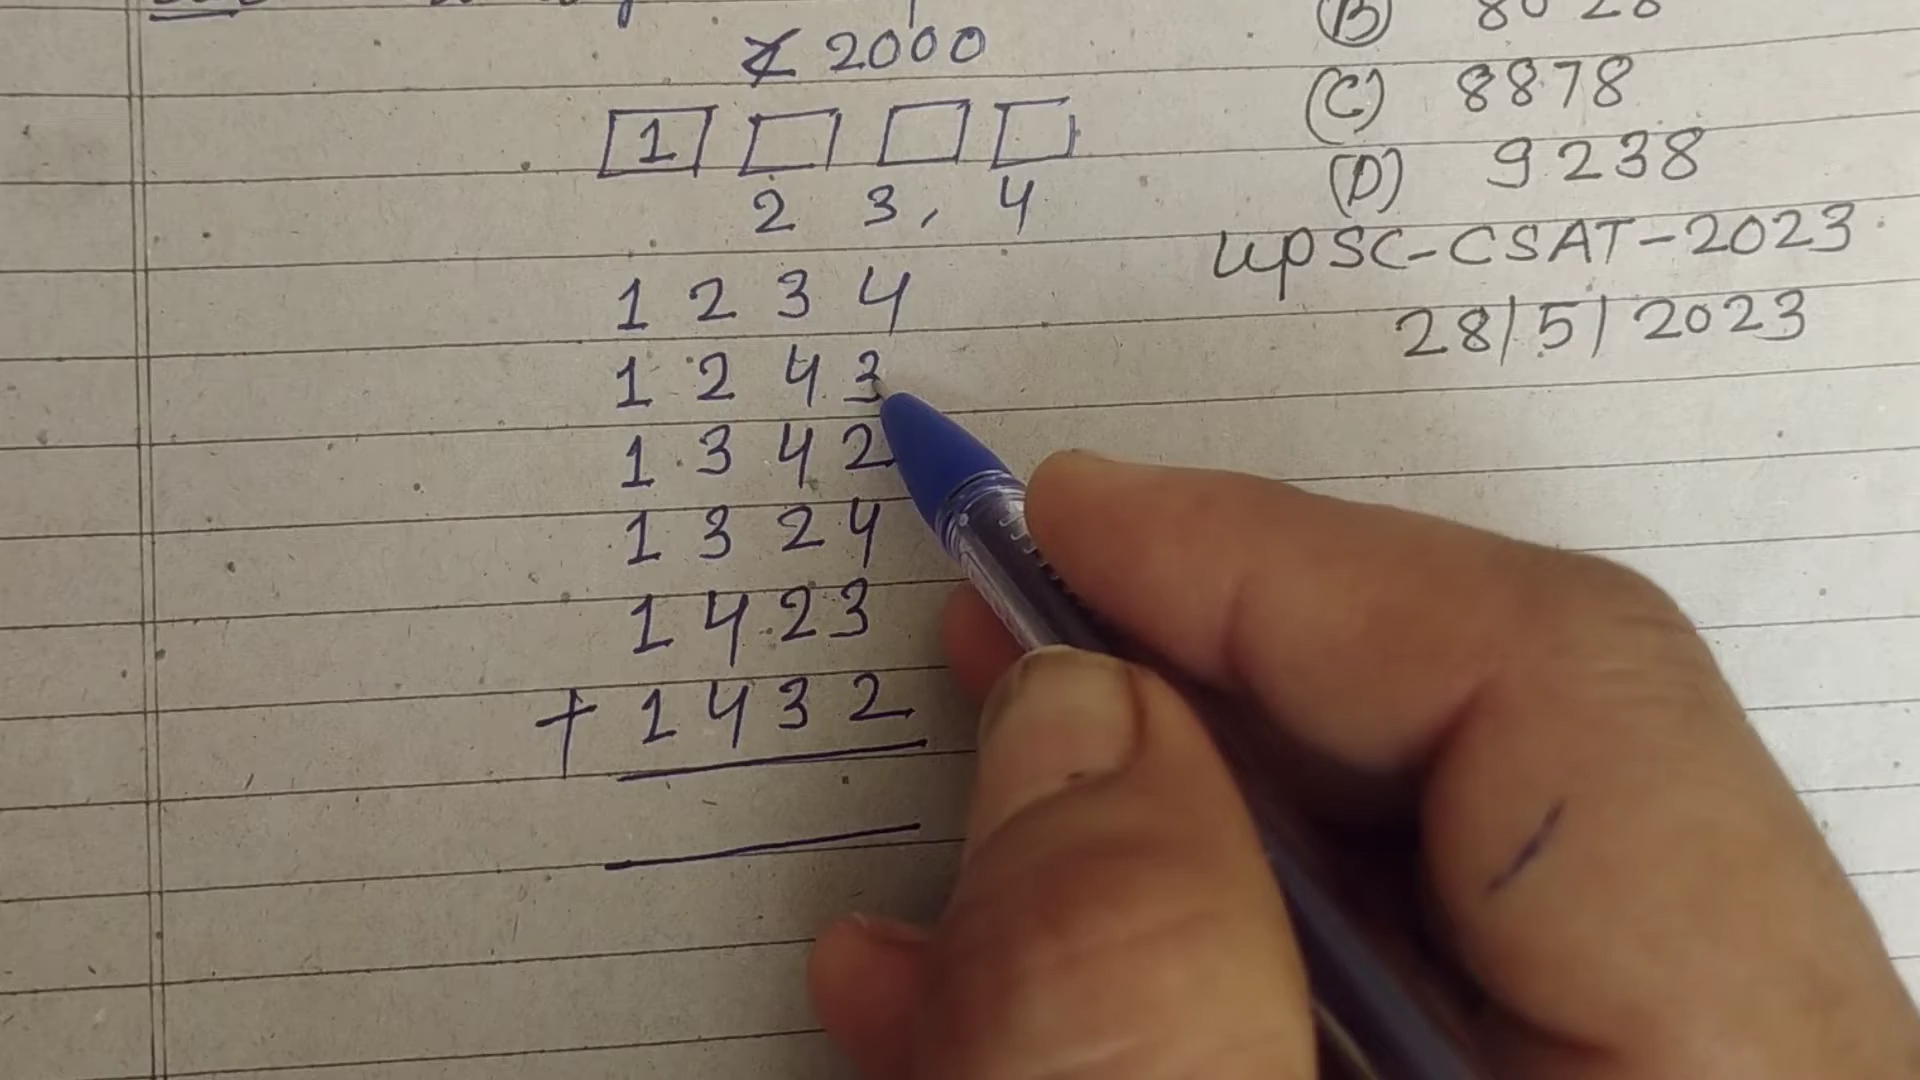 < 2000
1
2 3, 4
1 2 3 4
1 2 4 3
1 3 4 2
1 3 2 4
1 4 2 3
+ 1 4 3 2
(B) 8028
(C) 8878
(D) 9238
UPSC-CSAT-2023
28/5/2023